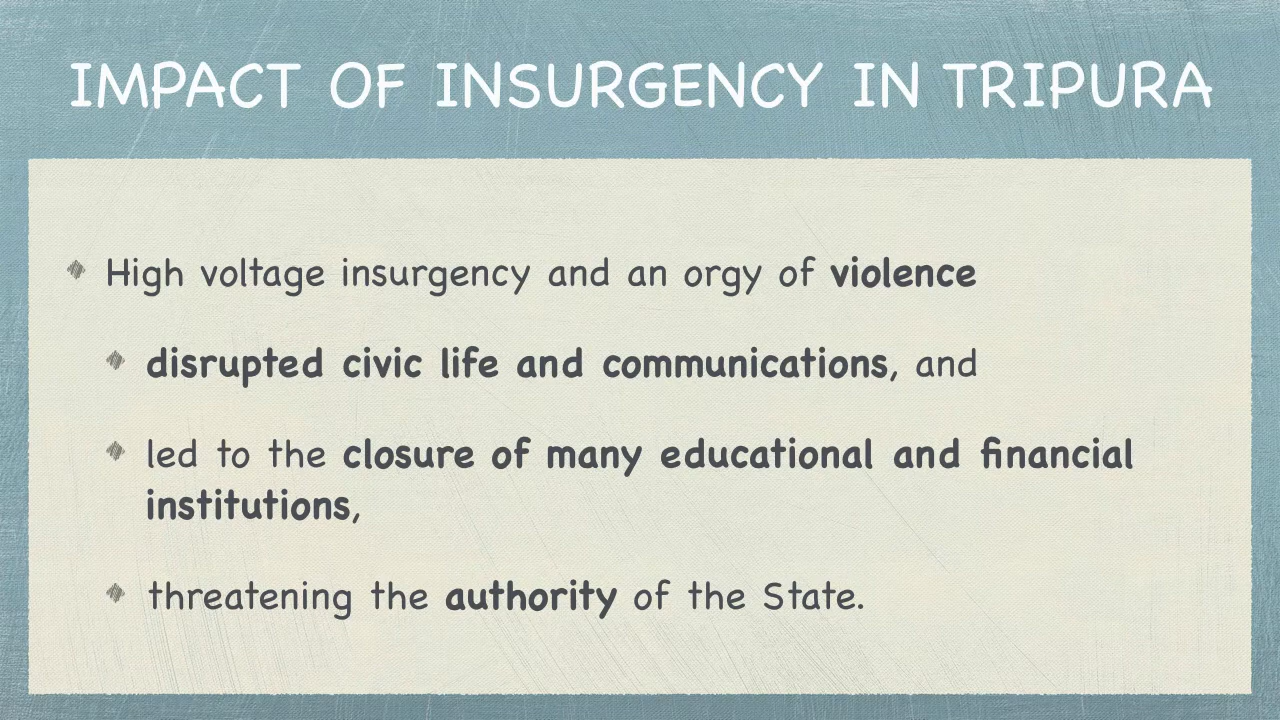 IMPACT OF INSURGENCY IN TRIPURA
High voltage insurgency and an orgy of violence
disrupted civic life and communications, and
led to the closure of many educational and financial
institutions,
threatening the authority of the State.